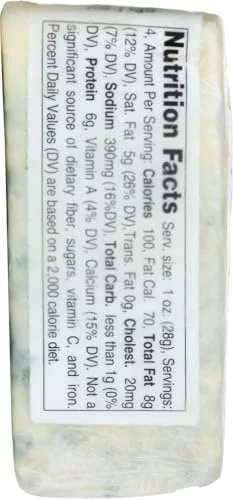 Nutrition Facts Serv. size: 1 oz. (28g), Servings:
4, Amount Per Serving: Calories 100, Fat Cal. 70, Total Fat 8g
(12% DV), Sat. Fat 5g (26% DV),Trans. Fat 0g, Cholest. 20mg
(7% DV), Sodium 390mg (16%DV), Total Carb. less than 1g (0%
DV), Protein 6g, Vitamin A (4% DV), Calcium (15% DV). Not a
significant source of dietary fiber, sugars, vitamin C, and iron.
Percent Daily Values (DV) are based on a 2,000 calorie diet.